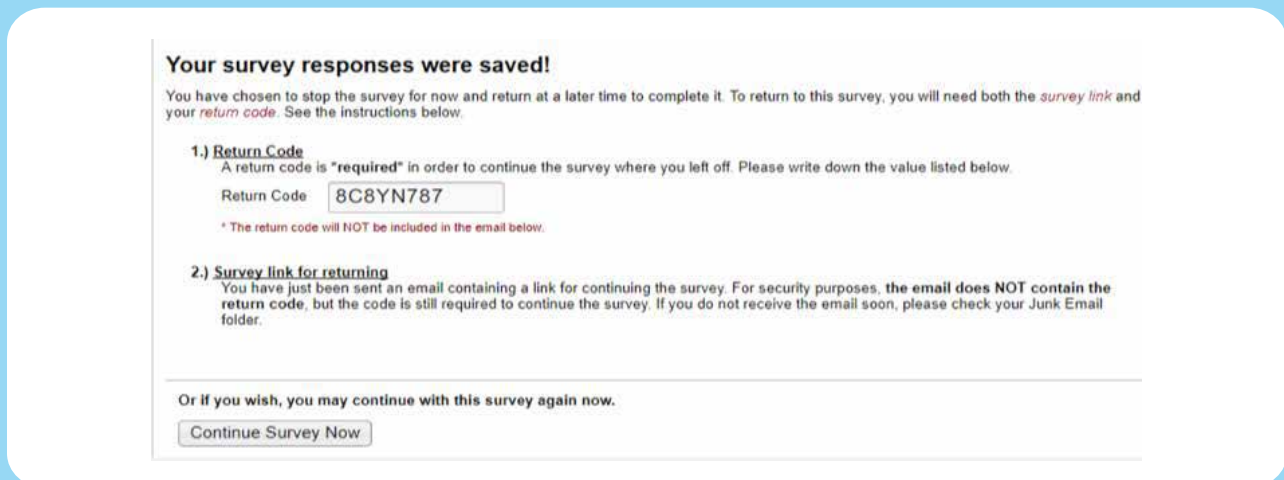 Your survey responses were saved!
You have chosen to stop the survey for now and return at a later time to complete it. To return to this survey, you will need both the survey link and
your return code. See the instructions below.
1.) Return Code
A return code is *required* in order to continue the survey where you left off. Please write down the value listed below.
Return Code 8C8YN787
* The return code will NOT be included in the email below.
2.) Survey link for returning
You have just been sent an email containing a link for continuing the survey. For security purposes, the email does NOT contain the
return code, but the code is still required to continue the survey. If you do not receive the email soon, please check your Junk Email
folder.
Or if you wish, you may continue with this survey again now.
Continue Survey Now